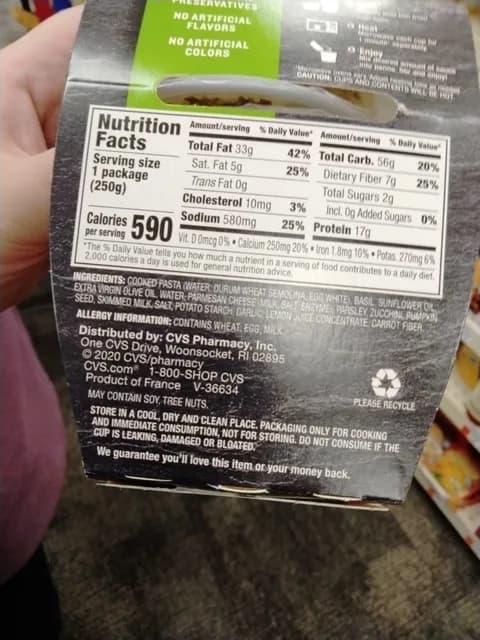 PRESERVATIVES
NO ARTIFICIAL
FLAVORS
NO ARTIFICIAL
COLORS
Heat
Enjoy
CAUTION: CUPS AND CONTENTS WILL BE HOT
Nutrition
Facts
Serving size
1 package
(250g)
Calories
per serving 590
Amount/serving % Daily Value*
Total Fat 33g 42%
Sat. Fat 5g 25%
Trans Fat 0g
Cholesterol 10mg 3%
Sodium 580mg 25%
Amount/serving % Daily Value*
Total Carb. 56g 20%
Dietary Fiber 7g 25%
Total Sugars 2g
Incl. 0g Added Sugars 0%
Protein 17g
Vit. D 0mcg 0% • Calcium 250mg 20% • Iron 1.8mg 10% • Potas. 270mg 6%
*The % Daily Value tells you how much a nutrient in a serving of food contributes to a daily diet.
2,000 calories a day is used for general nutrition advice.
INGREDIENTS: COOKED PASTA (WATER, DURUM WHEAT SEMOLINA, EGG WHITE), BASIL, SUNFLOWER OIL,
EXTRA VIRGIN OLIVE OIL, WATER, PARMESAN CHEESE (MILK, SALT, ENZYME), PARSLEY, ZUCCHINI, PUMPKIN
SEED, SKIMMED MILK, SALT, POTATO STARCH, GARLIC, LEMON JUICE CONCENTRATE, CARROT FIBER.
ALLERGY INFORMATION: CONTAINS WHEAT, EGG, MILK.
Distributed by: CVS Pharmacy, Inc.
One CVS Drive, Woonsocket, RI 02895
© 2020 CVS/pharmacy
CVS.com® 1-800-SHOP CVS
Product of France V-36634
PLEASE RECYCLE
MAY CONTAIN SOY, TREE NUTS.
STORE IN A COOL, DRY AND CLEAN PLACE. PACKAGING ONLY FOR COOKING
AND IMMEDIATE CONSUMPTION, NOT FOR STORING. DO NOT CONSUME IF THE
CUP IS LEAKING, DAMAGED OR BLOATED.
We guarantee you'll love this item or your money back.